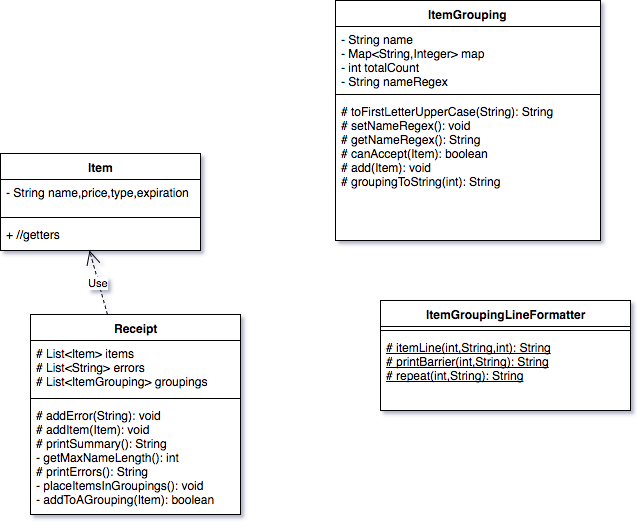 ItemGrouping
- String name
- Map<String,Integer> map
- int totalCount
- String nameRegex
# toFirstLetterUpperCase(String): String
# setNameRegex(): void
# getNameRegex(): String
# canAccept(Item): boolean
# add(Item): void
# groupingToString(int): String
Item
- String name,price,type,expiration
+ //getters
Use
Receipt
# List<Item> items
# List<String> errors
# List<ItemGrouping> groupings
# addError(String): void
# addItem(Item): void
# printSummary(): String
- getMaxNameLength(): int
# printErrors(): String
- placeItemsInGroupings(): void
- addToAGrouping(Item): boolean
ItemGroupingLineFormatter
# itemLine(int,String,int): String
# printBarrier(int,String): String
# repeat(int,String): String